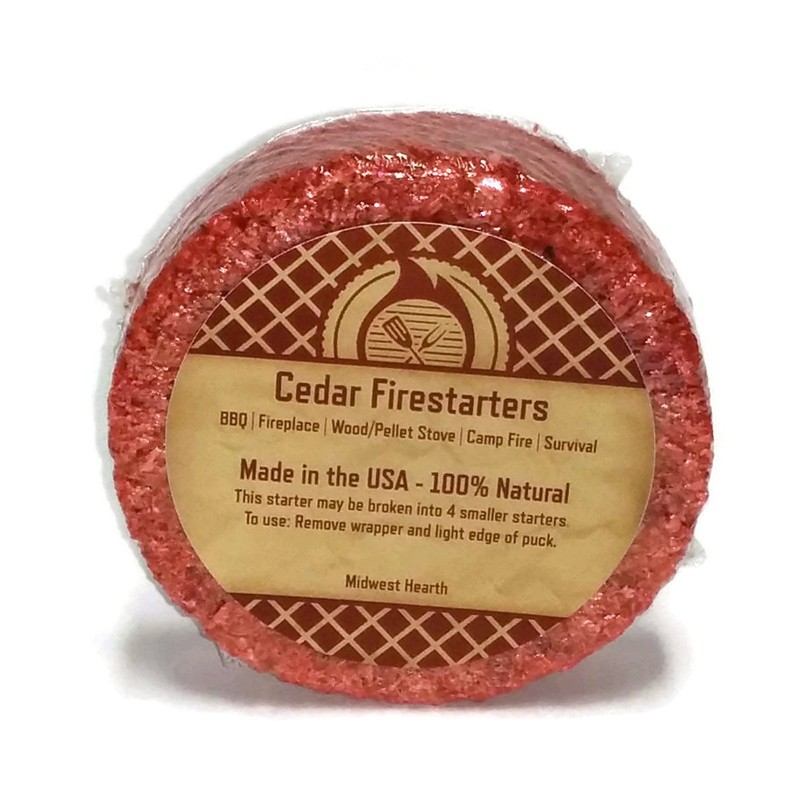 Cedar Firestarters
BBQ | Fireplace | Wood/Pellet Stove | Camp Fire | Survival
Made in the USA - 100% Natural
This starter may be broken into 4 smaller starters.
To use: Remove wrapper and light edge of puck.
Midwest Hearth